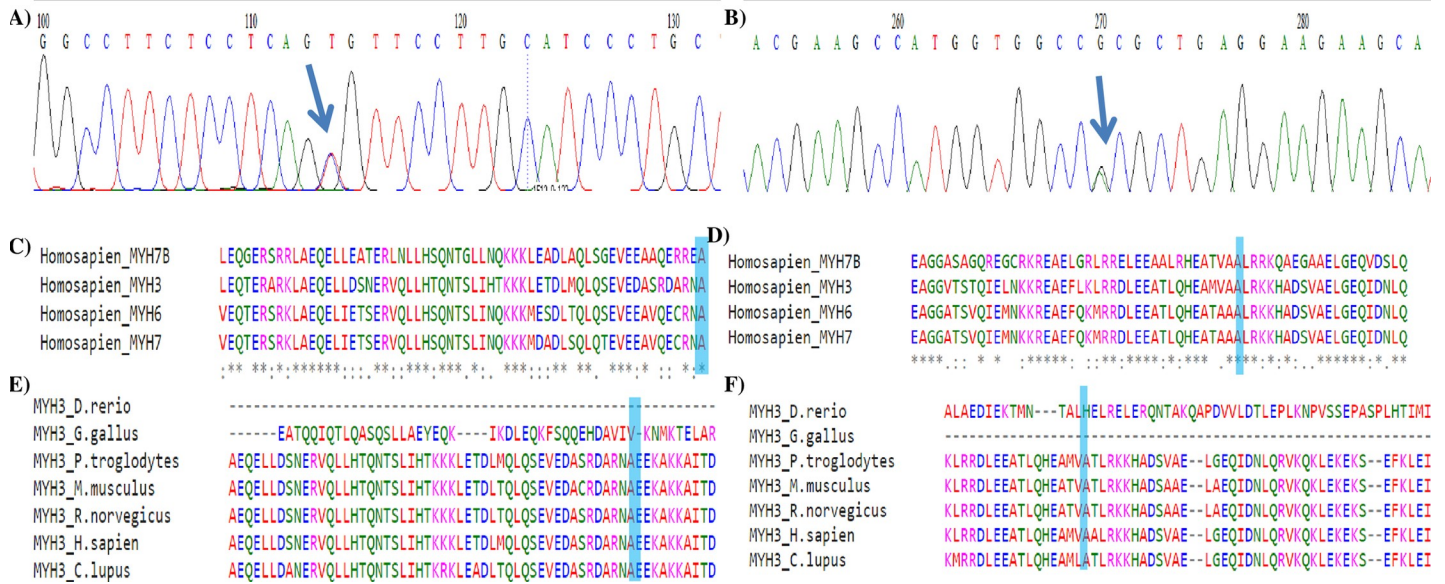 A)
100 110 120 130
G G C C T T C T C C T C A G T G T T C C T T G C A T C C C T G C
B)
260 270 280
A C G A A G C C A T G G T G G C C G C G C T G A G G A A G A A G C A
C)
Homosapien_MYH7B LEQGERSRRLAEQELLEATERLNLLHSQNTGLLNQKKKLEADLAQLSGEVEEAAQERREA
Homosapien_MYH3 LEQTERARKLAEQELLDSNERVQLLHTQNTSLIHTKKKLETDLMQLQSEVEDASRDARNA
Homosapien_MYH6 VEQTERSRKLAEQELIETSERVQLLHSQNTSLINQKKKMESDLTQLQSEVEEAVQECRNA
Homosapien_MYH7 VEQTERSRKLAEQELIETSERVQLLHSQNTSLINQKKKMDADLSQLQTEVEEAVQECRNA
D)
Homosapien_MYH7B EAGGASAGQREGCRKREAELGRLRRELEEAALRHEATVAALRRKQAEGAAELGEQVDSLQ
Homosapien_MYH3 EAGGVTSTQIELNKKREAEFLKLRRDLEEATLQHEAMVAALRKKHADSVAELGEQIDNLQ
Homosapien_MYH6 EAGGATSVQIEMNKKREAEFQKMRRDLEEATLQHEATAAALRKKHADSVAELGEQIDNLQ
Homosapien_MYH7 EAGGATSVQIEMNKKREAEFQKMRRDLEEATLQHEATAAALRKKHADSVAELGEQIDNLQ
E)
MYH3_D.rerio ------------------------------------------------------------
MYH3_G.gallus ------EATQQIQTLQASQSLLAEYEQK----IKDLEQKFSQQEHDAVIVV-KNMKTELAR
MYH3_P.troglodytes AEQELLDSNERVQLLHTQNTSLIHTKKKLETDLMQLQSEVEDASRDARNAEEKAKKAITD
MYH3_M.musculus AEQELLDSNERVQLLHTQNTSLIHTKKKLETDLTQLQSEVEDACRDARNAEEKAKKAITD
MYH3_R.norvegicus AEQELLDSNERVQLLHTQNTSLIHTKKKLETDLTQLQSEVEDASRDARNAEEKAKKAITD
MYH3_H.sapien AEQELLDSNERVQLLHTQNTSLIHTKKKLETDLMQLQSEVEDASRDARNAEEKAKKAITD
MYH3_C.lupus AEQELLDANERVQLLHTQNTSLIHTKRKLEADLTQLQSEVEDASRDARNAEEKAKKAITD
F)
MYH3_D.rerio ALAEDIEKTMN---TALHELRELERQNTAKQAPDVVLDTLEPLKNPVSSEPASPLHTIMI
MYH3_G.gallus ------------------------------------------------------------
MYH3_P.troglodytes KLRRDLEEATLQHEAMVATLRKKHADSVAE--LGEQIDNLQRVKQKLEKEKS--EFKLEI
MYH3_M.musculus KLRRDLEEATLQHEATVATLRKKHADSAAE--LAEQIDNLQRVKQKLEKEKS--EFKLEI
MYH3_R.norvegicus KLRRDLEEATLQHEATVATLRKKHADSAAE--LAEQIDNLQRVKQKLEKEKS--EFKLEI
MYH3_H.sapien KLRRDLEEATLQHEAMVAALRKKHADSVAE--LGEQIDNLQRVKQKLEKEKS--EFKLEI
MYH3_C.lupus KMRRDLEEATLQHEAMLATLRKKHADSVAE--LGEQIDNLQRVKQKLEKEKS--EFKLEI